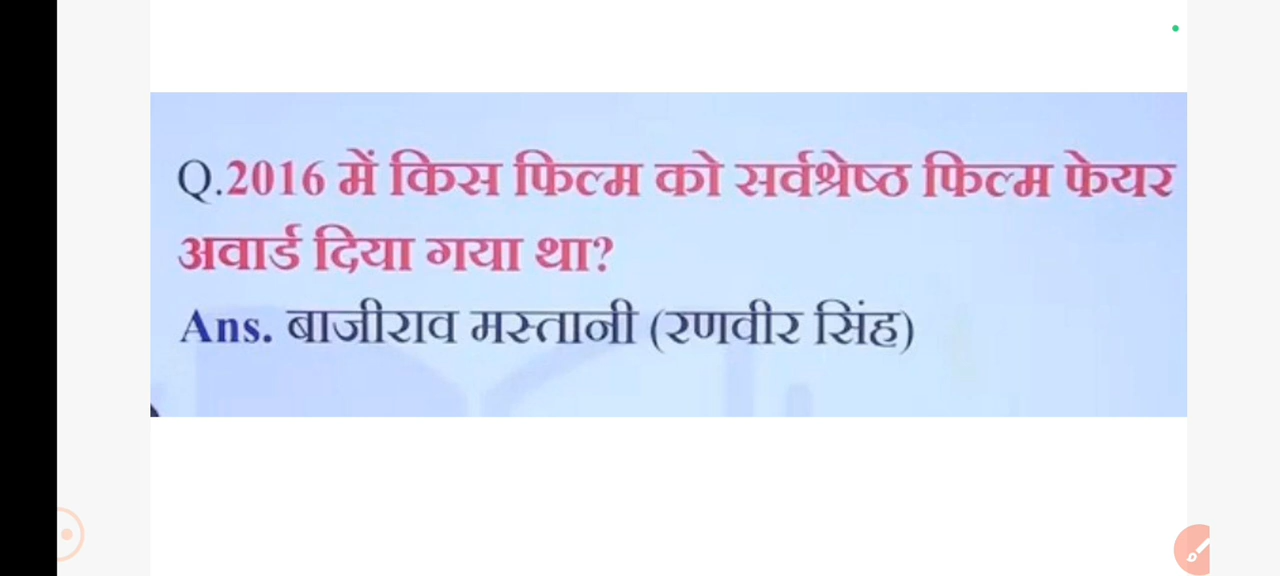 Q.2016 में किस फिल्म को सर्वश्रेष्ठ फिल्म फेयर
अवार्ड दिया गया था?
Ans. बाजीराव मस्तानी (रणवीर सिंह)